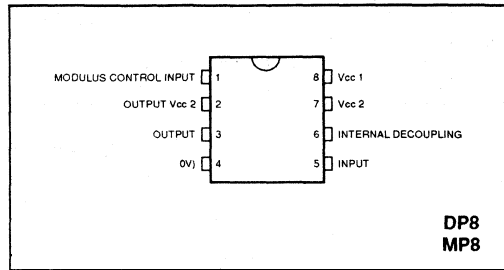 MODULUS CONTROL INPUT 1 8 Vcc 1
OUTPUT Vcc 2 2 7 Vcc 2
OUTPUT 3 6 INTERNAL DECOUPLING
0V) 4 5 INPUT
DP8
MP8